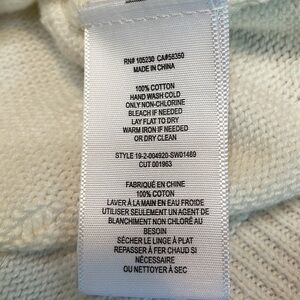 RN# 105230 CA#56350
MADE IN CHINA
100% COTTON
HAND WASH COLD
ONLY NON-CHLORINE
BLEACH IF NEEDED
LAY FLAT TO DRY
WARM IRON IF NEEDED
OR DRY CLEAN
STYLE 19-2-004920-SW01469
CUT 001963
FABRIQUÉ EN CHINE
100% COTON
LAVER À LA MAIN EN EAU FROIDE
UTILISER SEULEMENT UN AGENT DE
BLANCHIMENT NON CHLORÉ AU
BESOIN
SÉCHER LE LINGE À PLAT
REPASSER À FER CHAUD SI
NÉCESSAIRE
OU NETTOYER À SEC